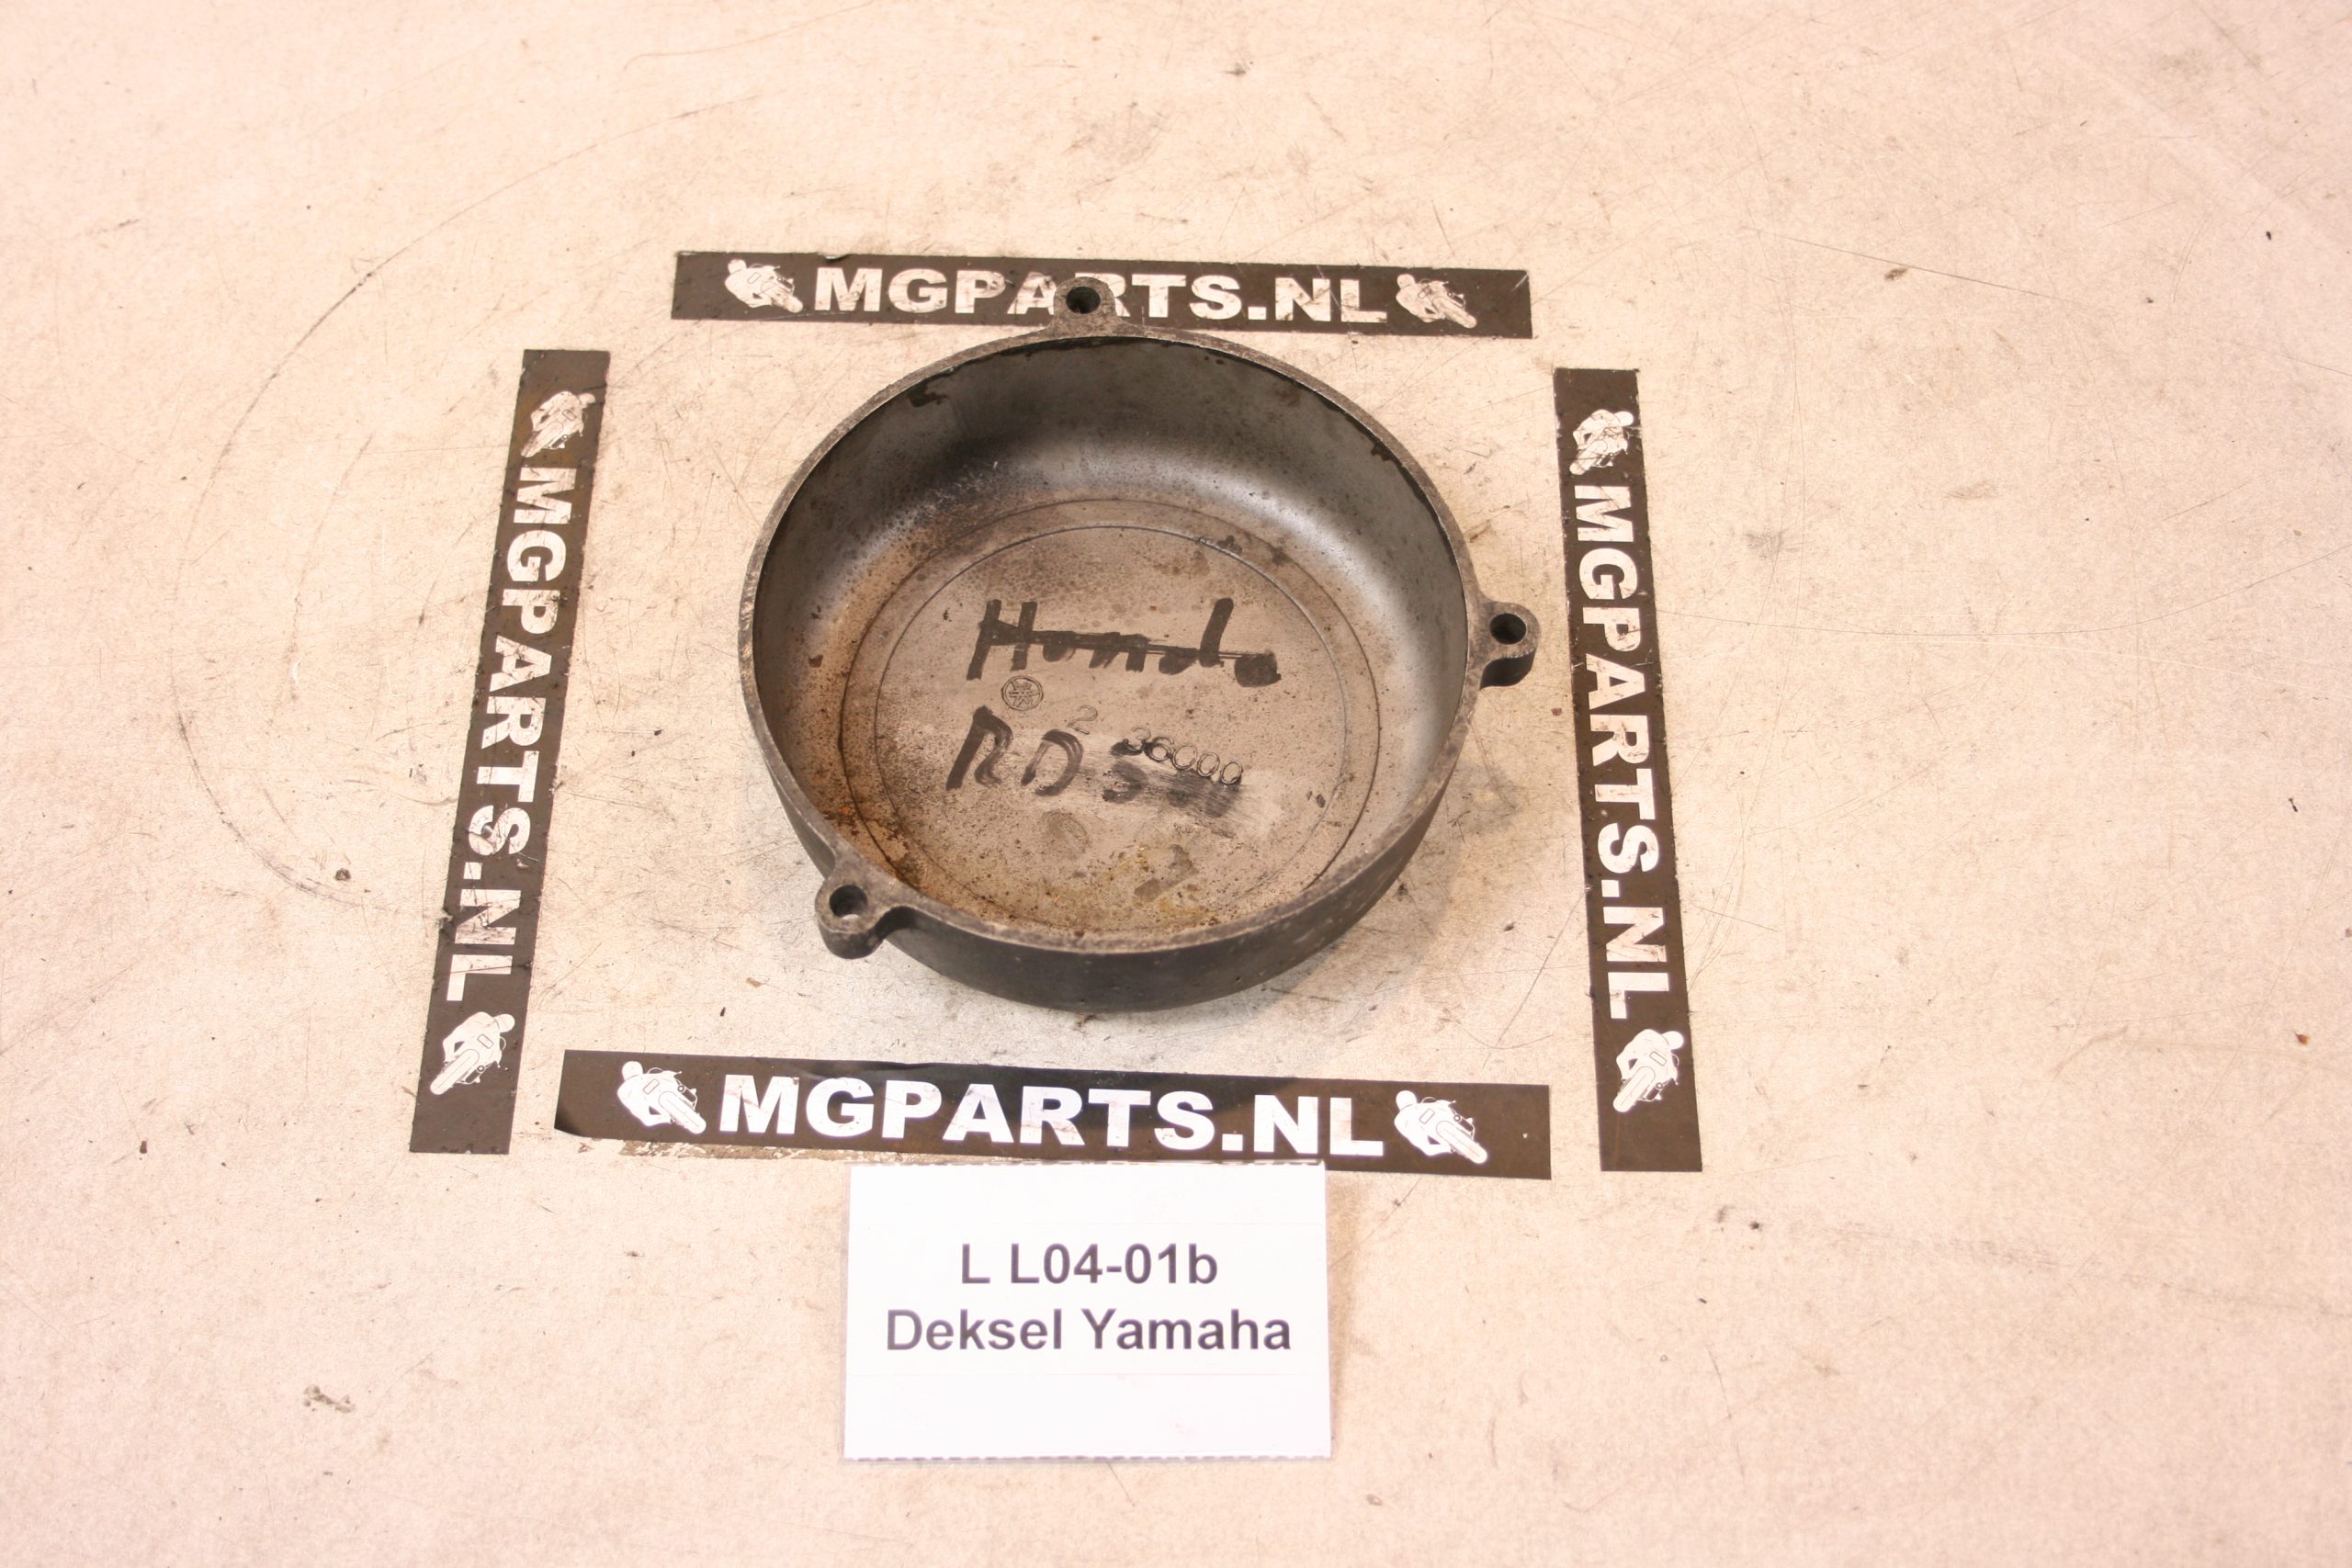 MGPARTS.NL
MGPARTS.NL
MGPARTS.NL
Honda
2 36000
RD
MGPARTS.NL
L L04-01b
Deksel Yamaha